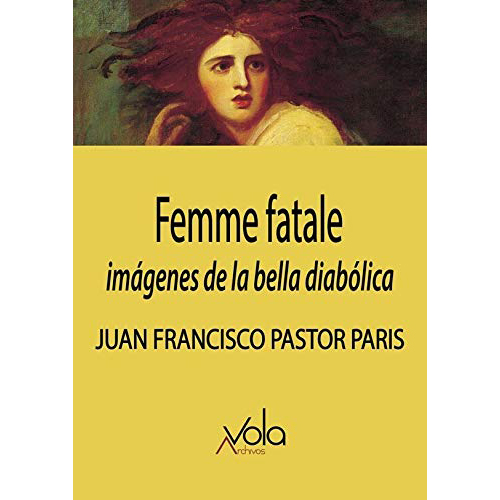 Femme fatale
imágenes de la bella diabólica
JUAN FRANCISCO PASTOR PARIS
Vola
Archivos